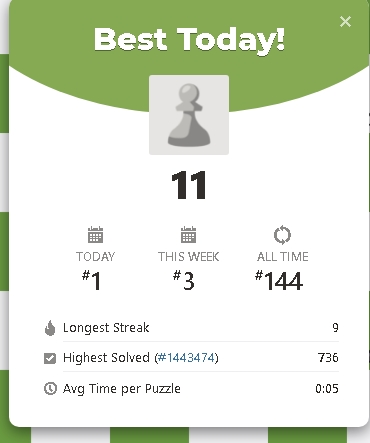 Best Today!
11
TODAY THIS WEEK ALL TIME
#1 #3 #144
Longest Streak 9
Highest Solved (#1443474) 736
Avg Time per Puzzle 0:05